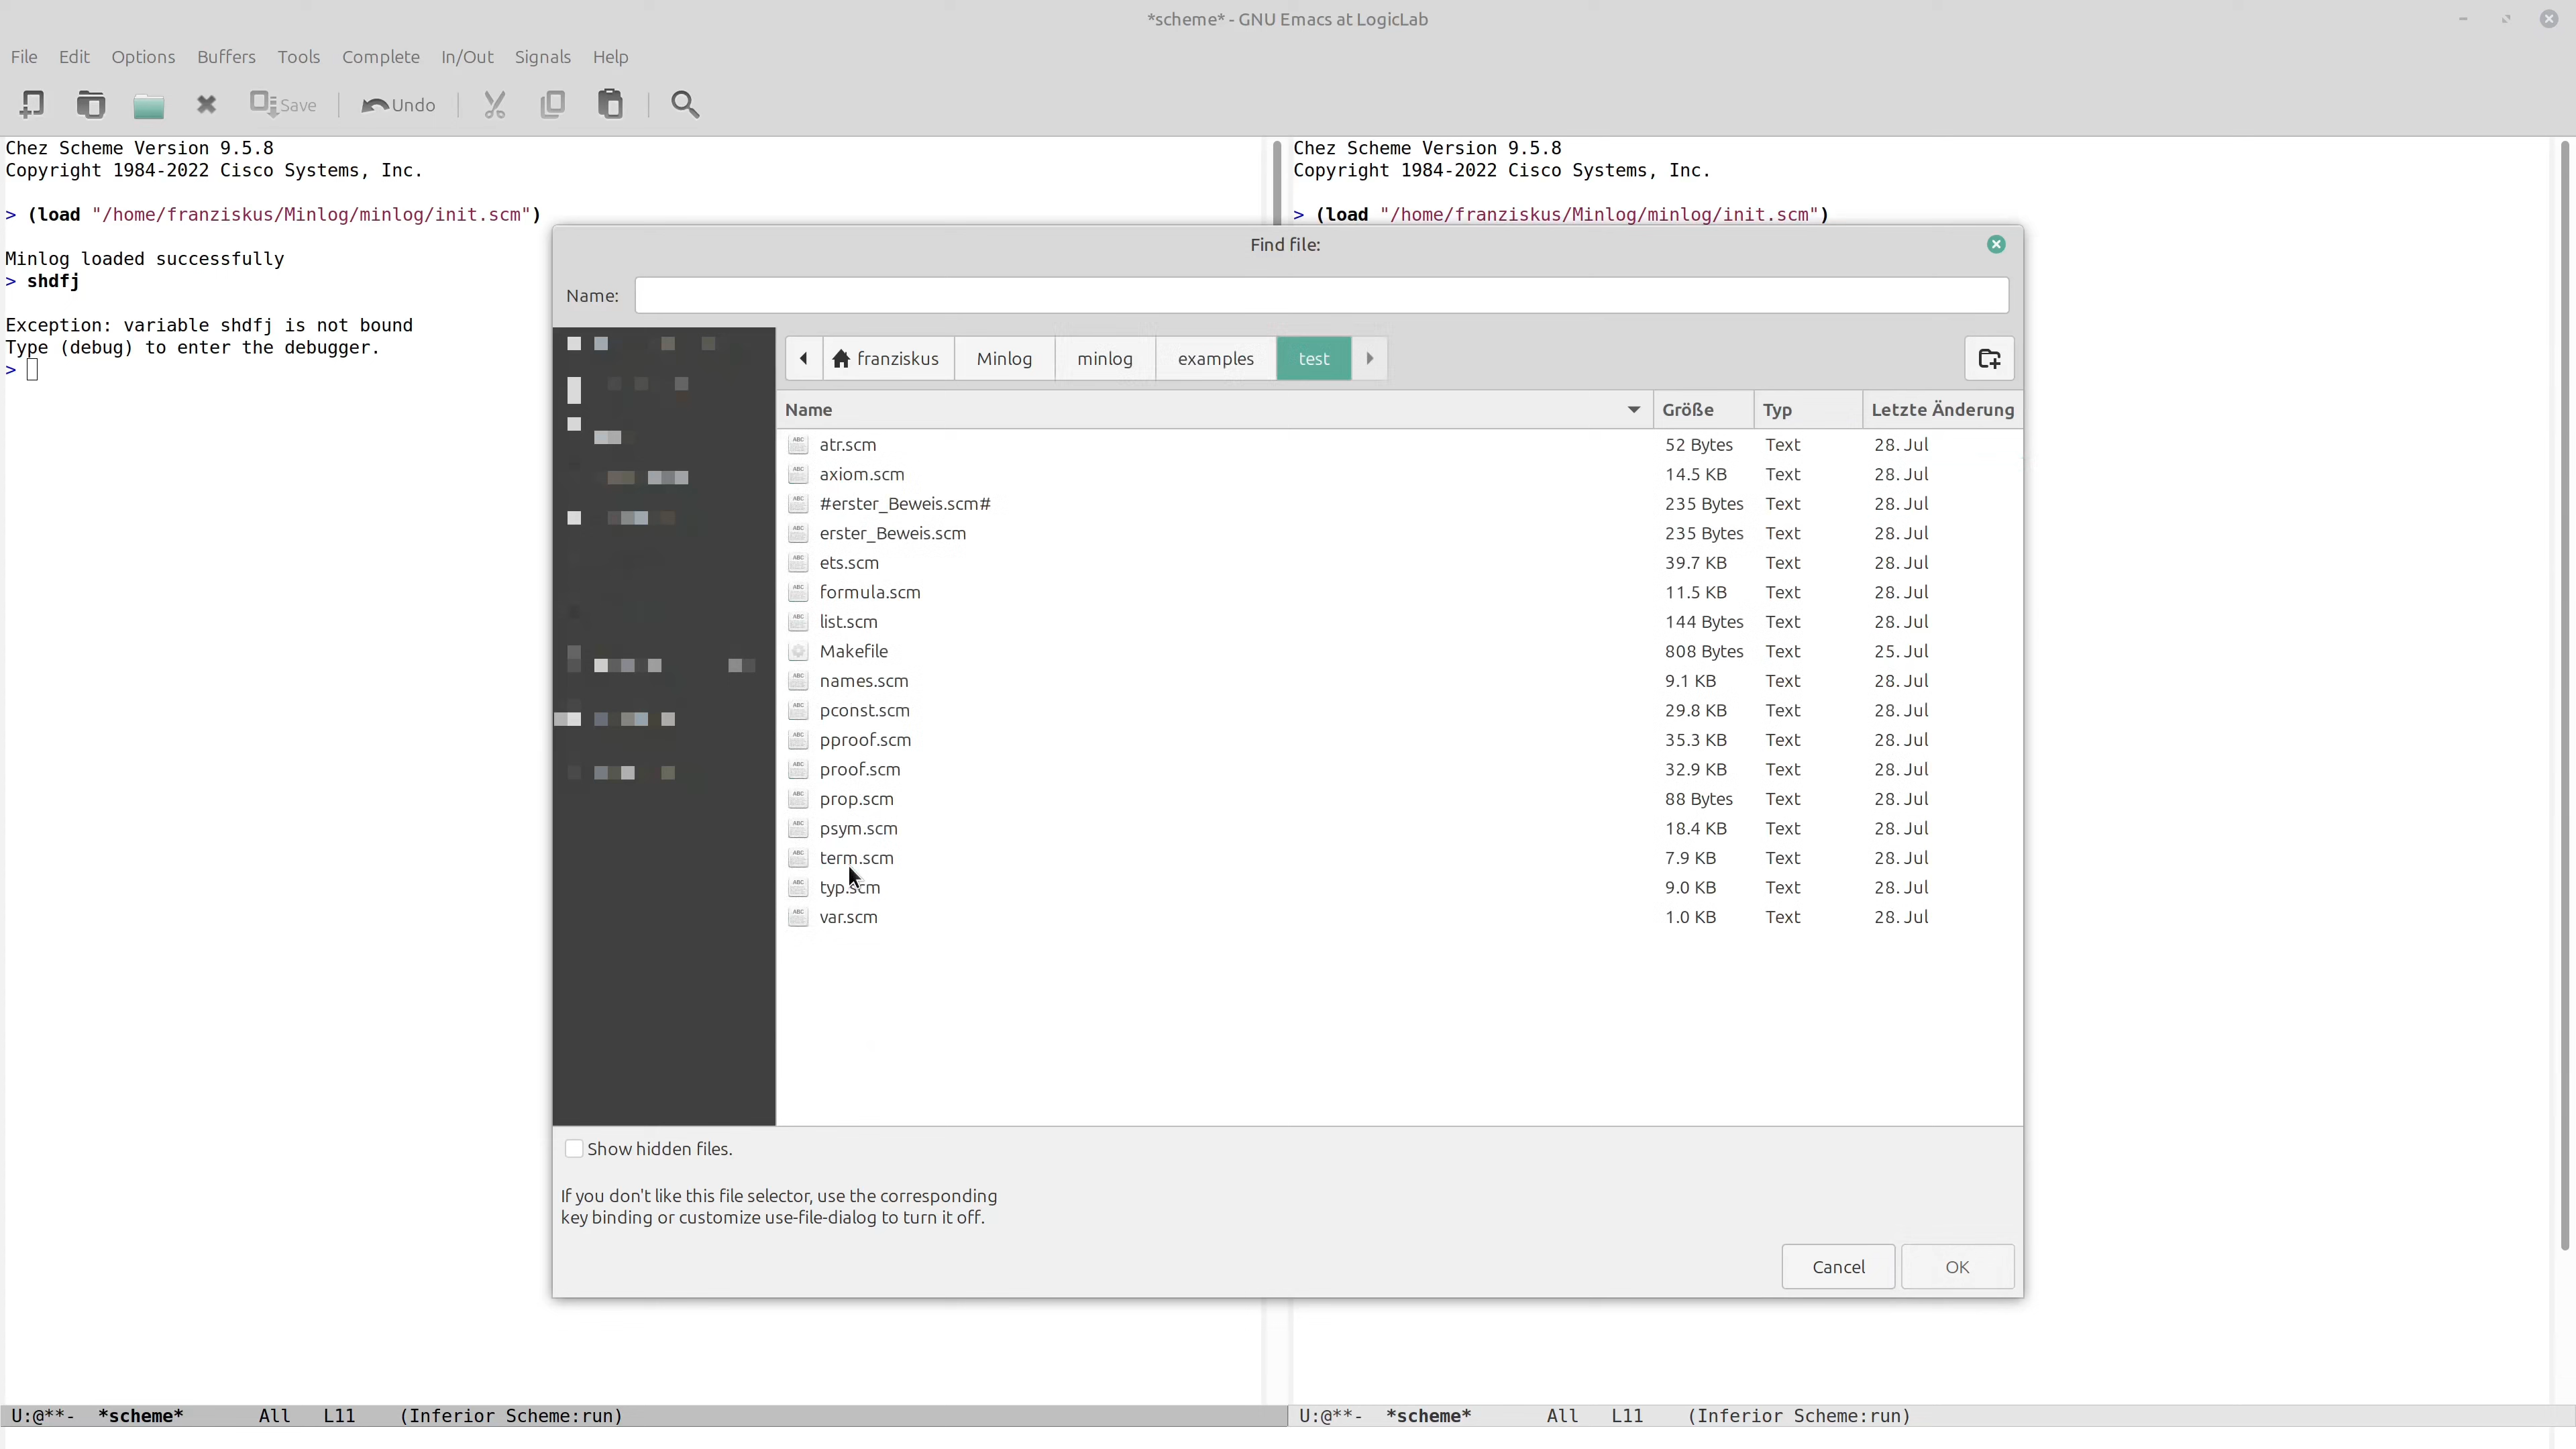 *scheme* - GNU Emacs at LogicLab
File Edit Options Buffers Tools Complete In/Out Signals Help
Save Undo
Chez Scheme Version 9.5.8
Copyright 1984-2022 Cisco Systems, Inc.
> (load "/home/franziskus/Minlog/minlog/init.scm")
Minlog loaded successfully
> shdfj
Exception: variable shdfj is not bound
Type (debug) to enter the debugger.
>
Chez Scheme Version 9.5.8
Copyright 1984-2022 Cisco Systems, Inc.
> (load "/home/franziskus/Minlog/minlog/init.scm")
Find file:
Name:
franziskus Minlog minlog examples test
Name Größe Typ Letzte Änderung
atr.scm 52 Bytes Text 28. Jul
axiom.scm 14.5 KB Text 28. Jul
#erster_Beweis.scm# 235 Bytes Text 28. Jul
erster_Beweis.scm 235 Bytes Text 28. Jul
ets.scm 39.7 KB Text 28. Jul
formula.scm 11.5 KB Text 28. Jul
list.scm 144 Bytes Text 28. Jul
Makefile 808 Bytes Text 25. Jul
names.scm 9.1 KB Text 28. Jul
pconst.scm 29.8 KB Text 28. Jul
pproof.scm 35.3 KB Text 28. Jul
proof.scm 32.9 KB Text 28. Jul
prop.scm 88 Bytes Text 28. Jul
psym.scm 18.4 KB Text 28. Jul
term.scm 7.9 KB Text 28. Jul
typ.scm 9.0 KB Text 28. Jul
var.scm 1.0 KB Text 28. Jul
Show hidden files.
If you don't like this file selector, use the corresponding
key binding or customize use-file-dialog to turn it off.
Cancel OK
U:@**- *scheme* All L11 (Inferior Scheme:run)
U:@**- *scheme* All L11 (Inferior Scheme:run)